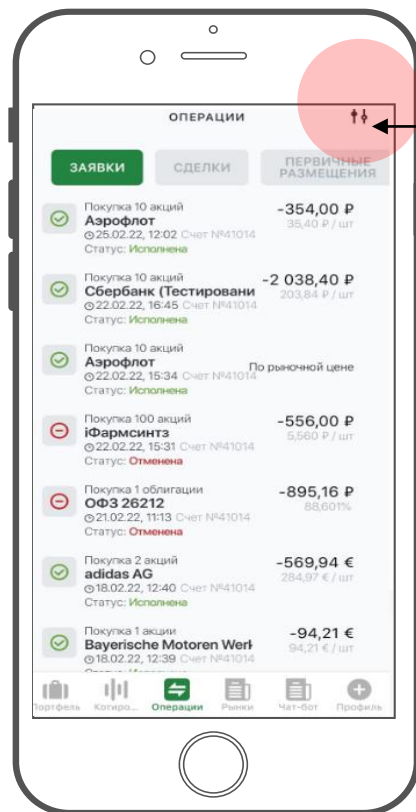 ОПЕРАЦИИ
ЗАЯВКИ
СДЕЛКИ
ПЕРВИЧНЫЕ
РАЗМЕЩЕНИЯ
Покупка 10 акций
Аэрофлот
25.02.22, 12:02 Счет №41014
Статус: Исполнена
-354,00 ₽
35,40 ₽ / шт
Покупка 10 акций
Сбербанк (Тестировани
22.02.22, 16:45 Счет №41014
Статус: Исполнена
-2 038,40 ₽
203,84 ₽ / шт
Покупка 10 акций
Аэрофлот
22.02.22, 15:34 Счет №41014
Статус: Исполнена
По рыночной цене
Покупка 100 акций
iФармсинтз
22.02.22, 15:31 Счет №41014
Статус: Отменена
-556,00 ₽
5,560 ₽ / шт
Покупка 1 облигации
ОФЗ 26212
21.02.22, 11:13 Счет №41014
Статус: Отменена
-895,16 ₽
88,601%
Покупка 2 акций
adidas AG
18.02.22, 12:40 Счет №41014
Статус: Исполнена
-569,94 €
284,97 € / шт
Покупка 1 акции
Bayerische Motoren Werk
18.02.22, 12:39 Счет №41014
-94,21 €
94,21 € / шт
Портфель
Котиро...
Операции
Рынки
Чат-бот
Профиль